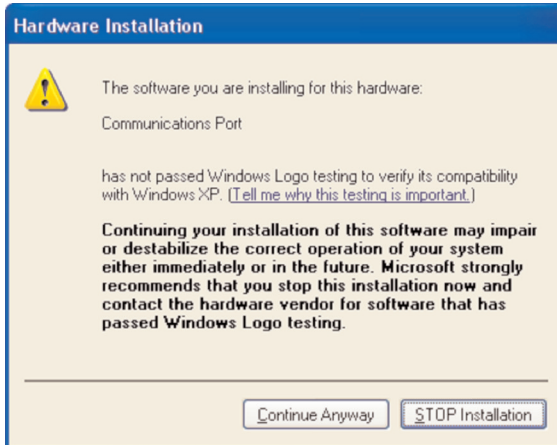 Hardware Installation
The software you are installing for this hardware:
Communications Port
has not passed Windows Logo testing to verify its compatibility
with Windows XP. (Tell me why this testing is important.)
Continuing your installation of this software may impair
or destabilize the correct operation of your system
either immediately or in the future. Microsoft strongly
recommends that you stop this installation now and
contact the hardware vendor for software that has
passed Windows Logo testing.
Continue Anyway STOP Installation